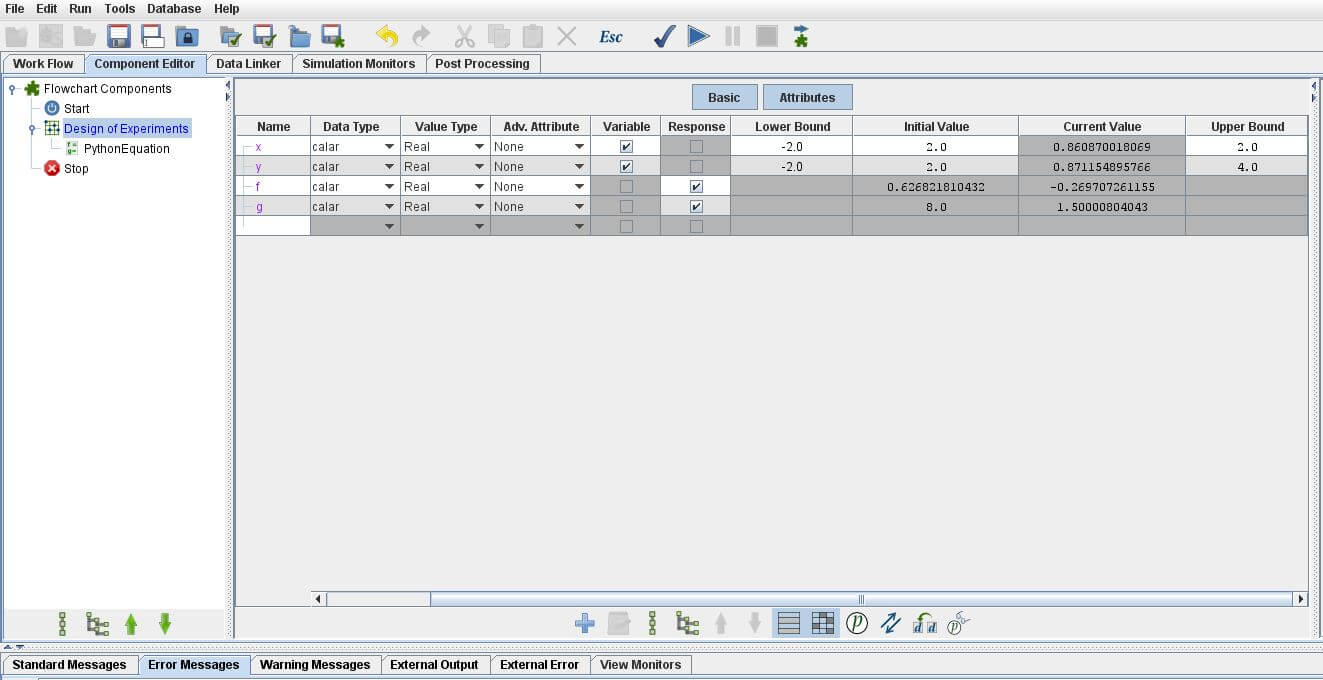 File Edit Run Tools Database Help
Esc
Work Flow Component Editor Data Linker Simulation Monitors Post Processing
Flowchart Components
Start
Design of Experiments
PythonEquation
Stop
Basic Attributes
Name Data Type Value Type Adv. Attribute Variable Response Lower Bound Initial Value Current Value Upper Bound
x calar Real None -2.0 2.0 0.860870018069 2.0
y calar Real None -2.0 2.0 0.871154895766 4.0
f calar Real None 0.626821810432 -0.269707261155
g calar Real None 8.0 1.50000804043
Standard Messages Error Messages Warning Messages External Output External Error View Monitors